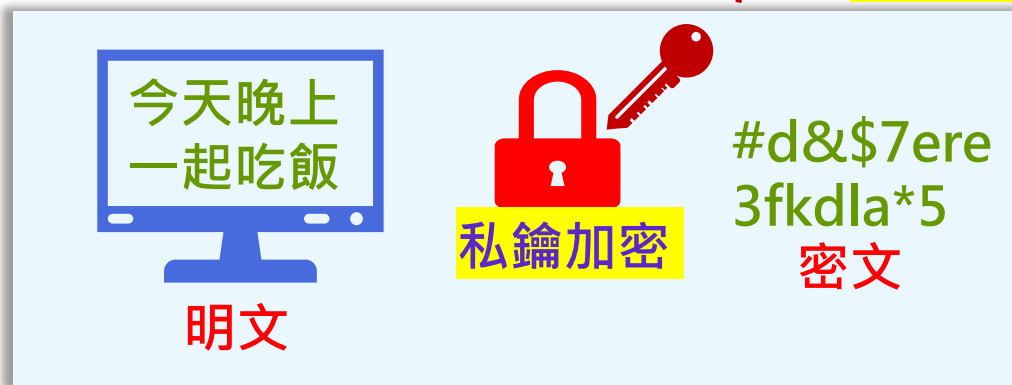 今天晚上
一起吃飯
明文
私鑰加密
#d&$7ere
3fkdla*5
密文